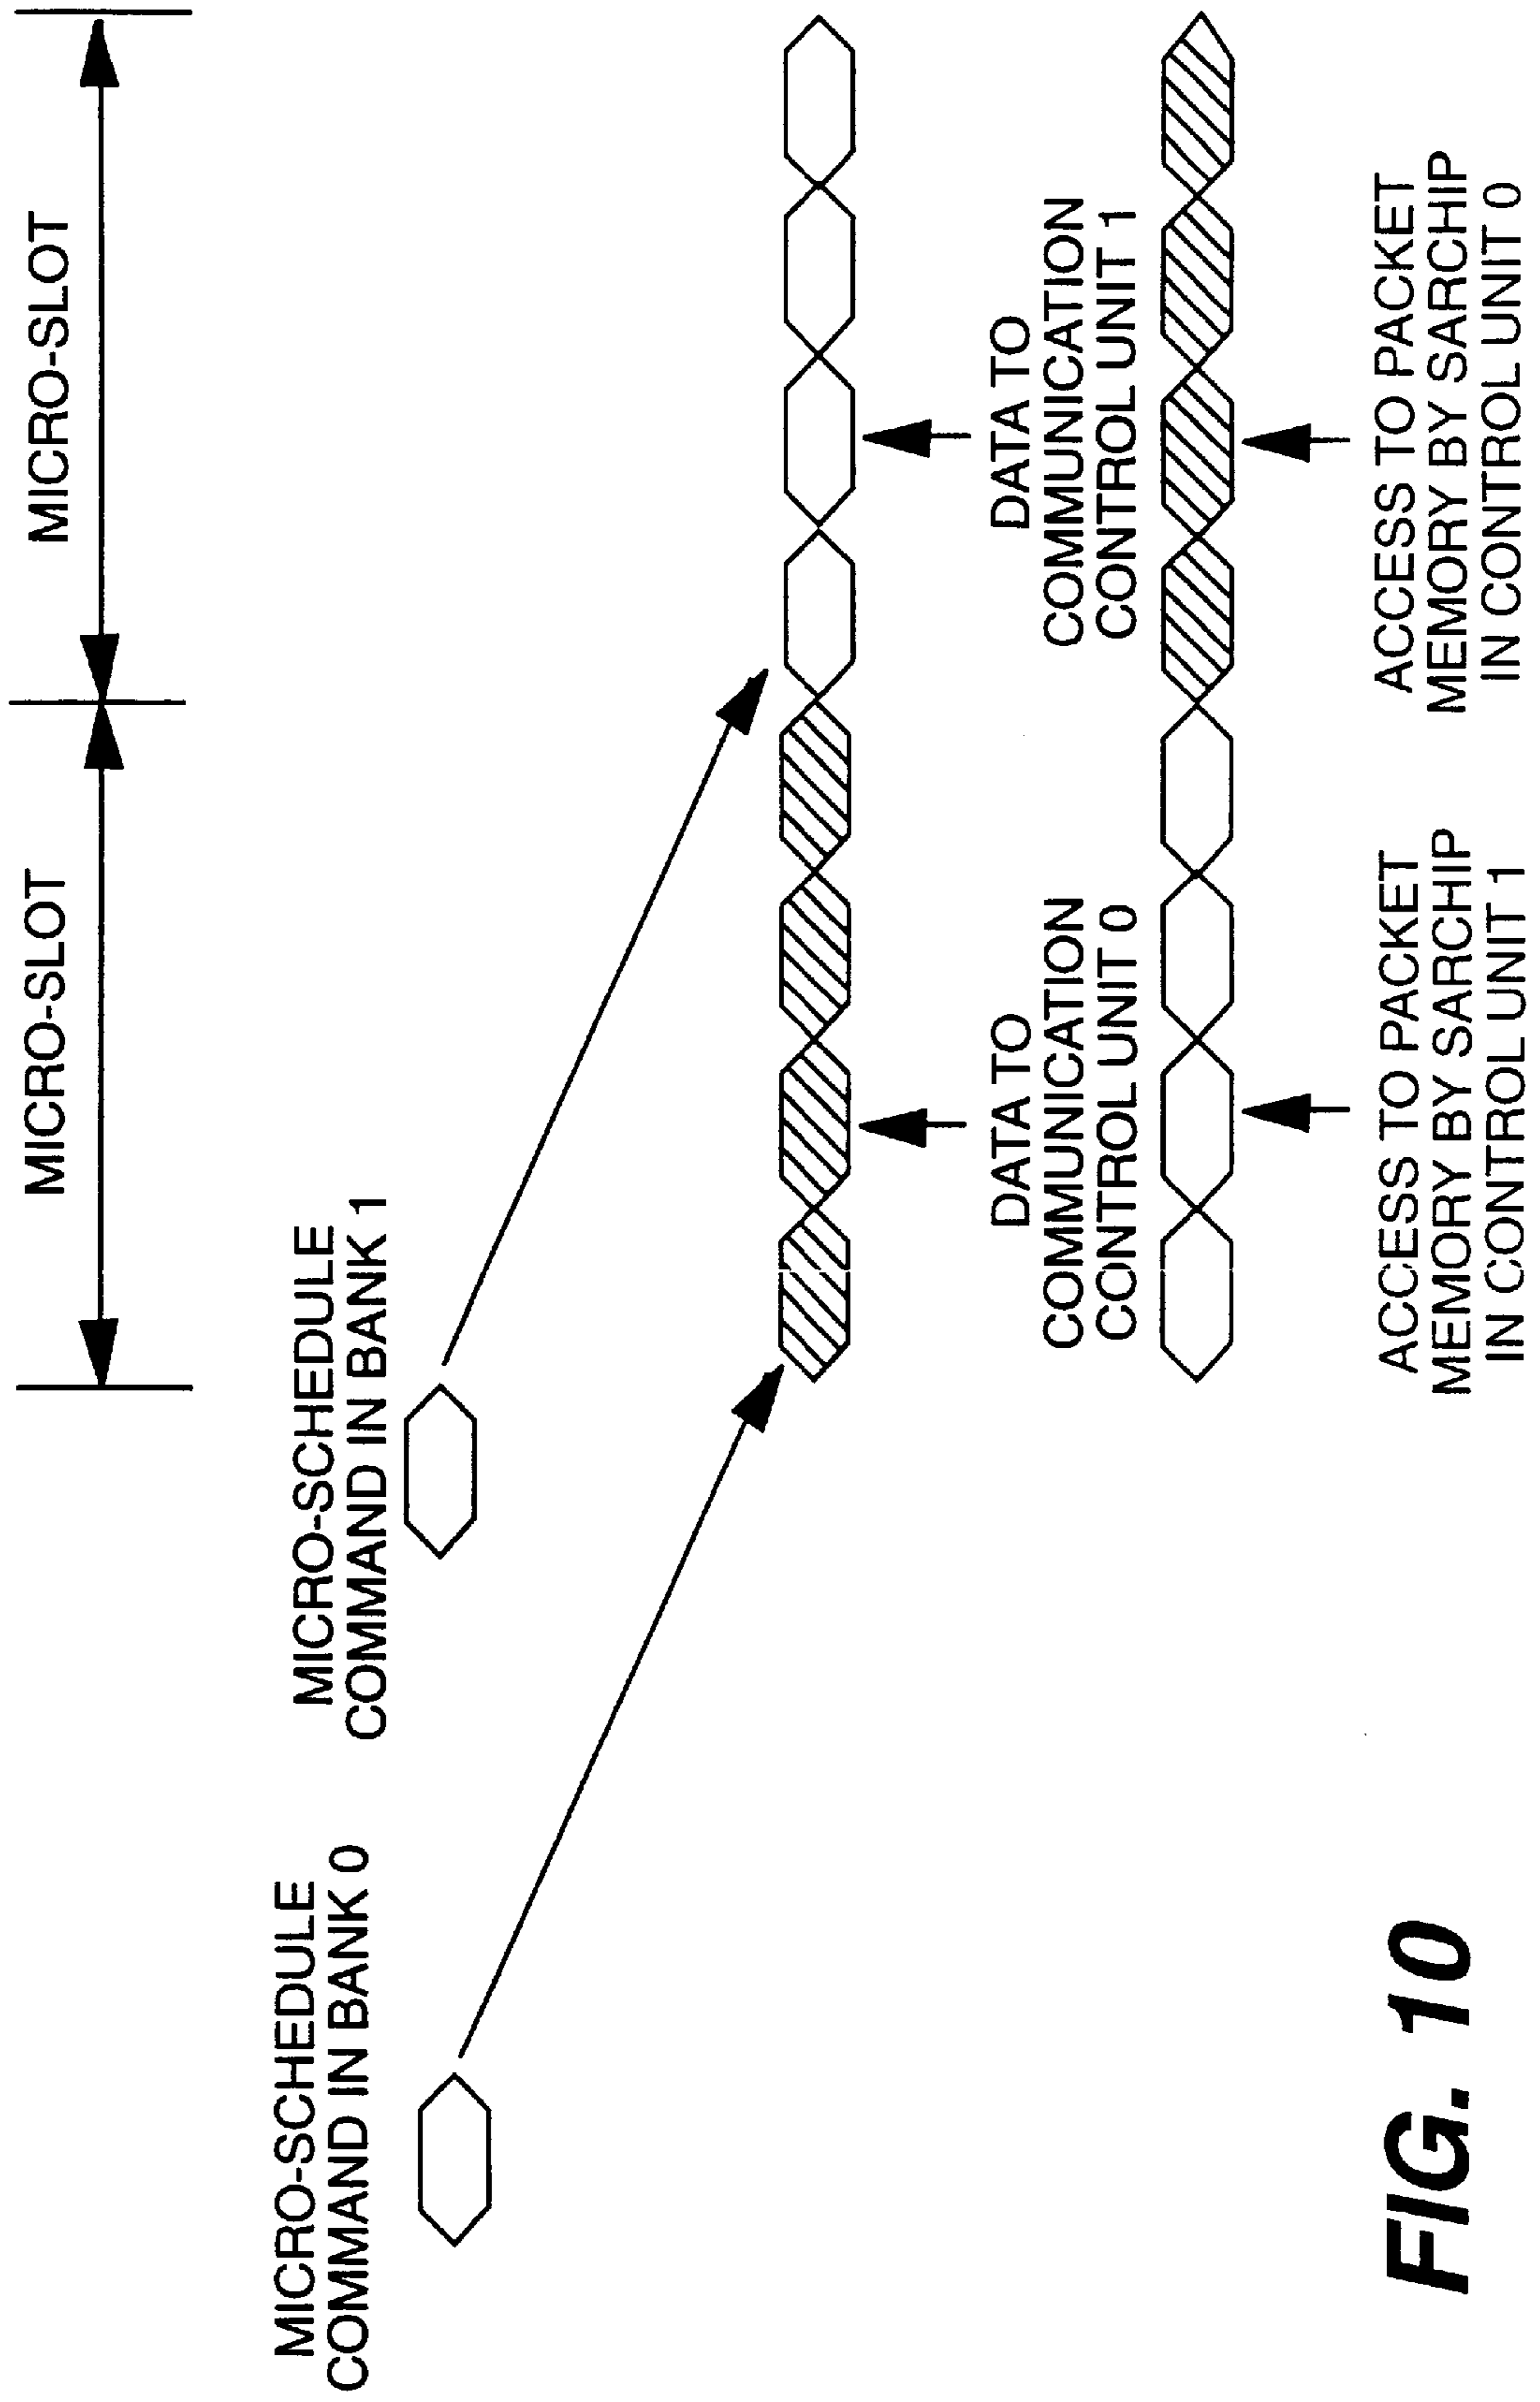 MICRO-SLOT
MICRO-SLOT
MICRO-SCHEDULE
COMMAND IN BANK 0
MICRO-SCHEDULE
COMMAND IN BANK 1
DATA TO
COMMUNICATION
CONTROL UNIT 0
DATA TO
COMMUNICATION
CONTROL UNIT 1
ACCESS TO PACKET
MEMORY BY SARCHIP
IN CONTROL UNIT 1
ACCESS TO PACKET
MEMORY BY SARCHIP
IN CONTROL UNIT 0
FIG. 10